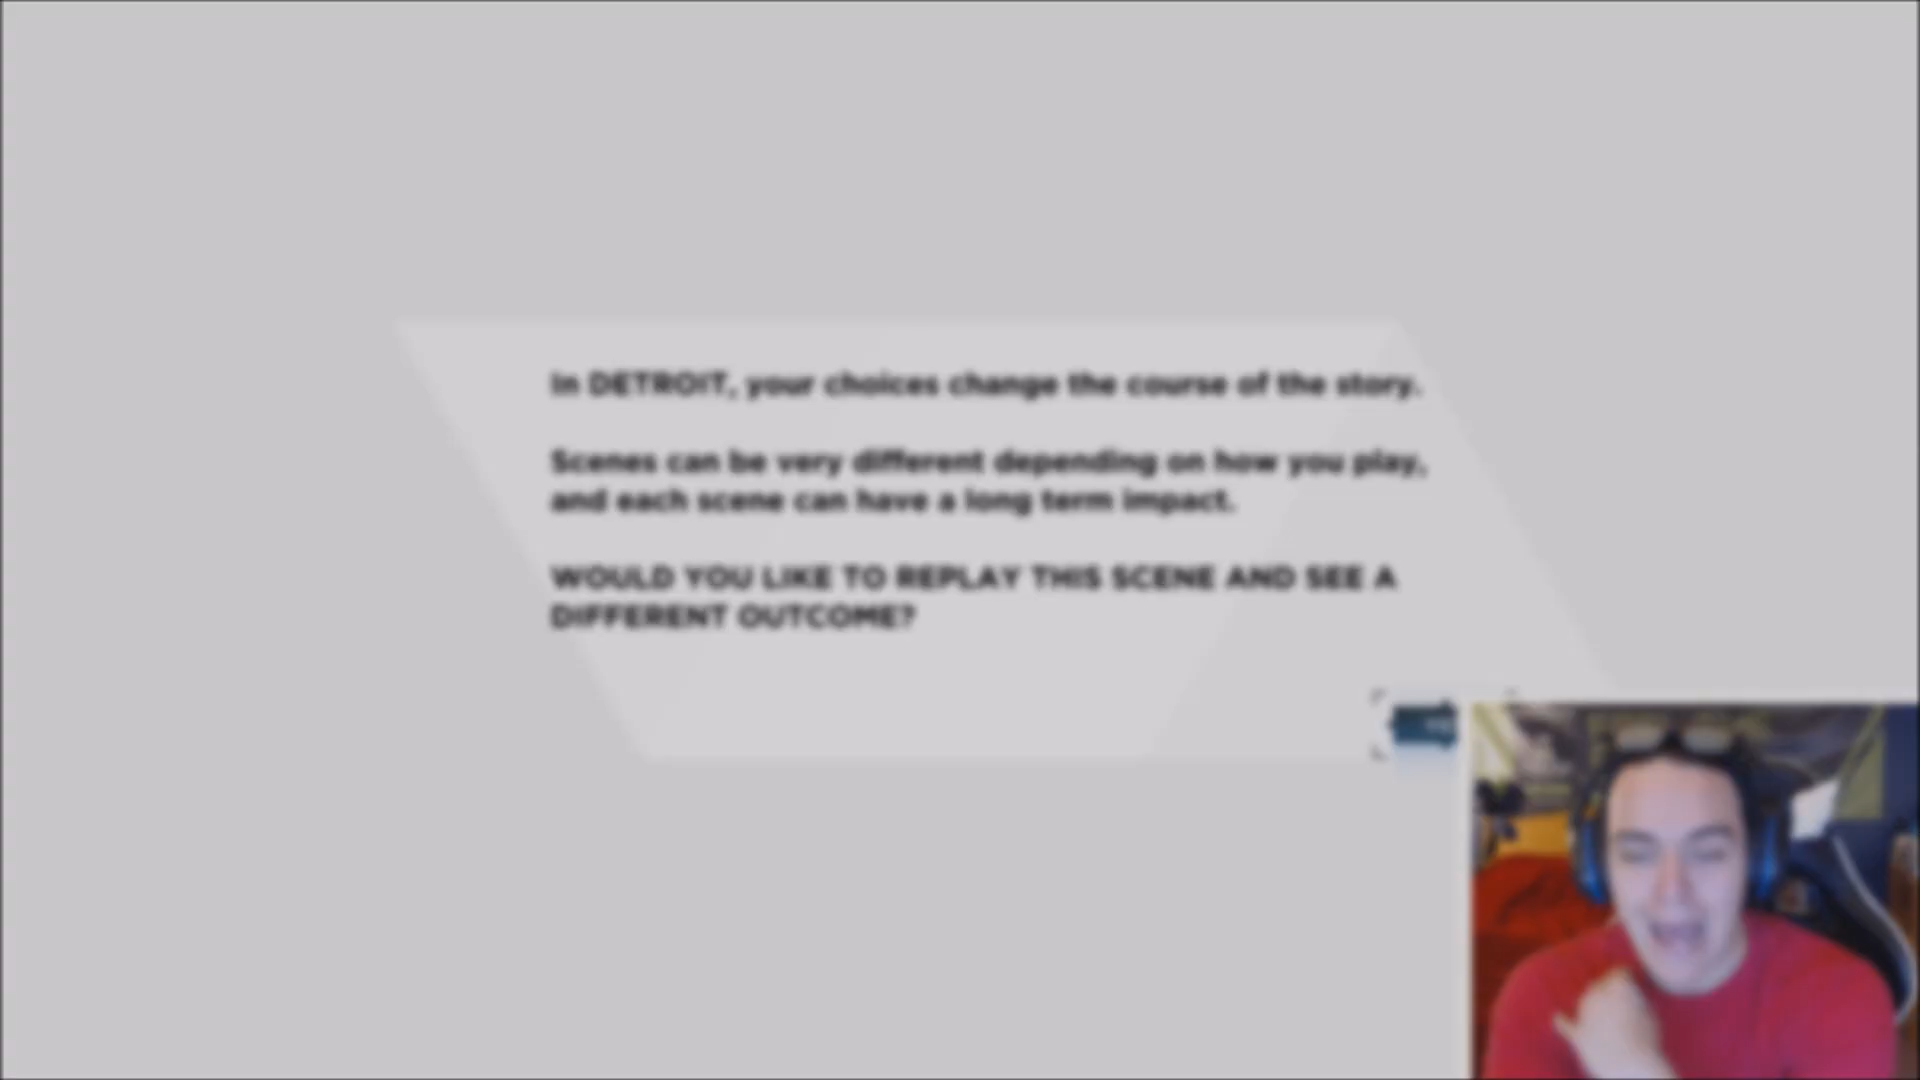 In DETROIT, your choices change the course of the story.
Scenes can be very different depending on how you play,
and each scene can have a long term impact.
WOULD YOU LIKE TO REPLAY THIS SCENE AND SEE A
DIFFERENT OUTCOME?